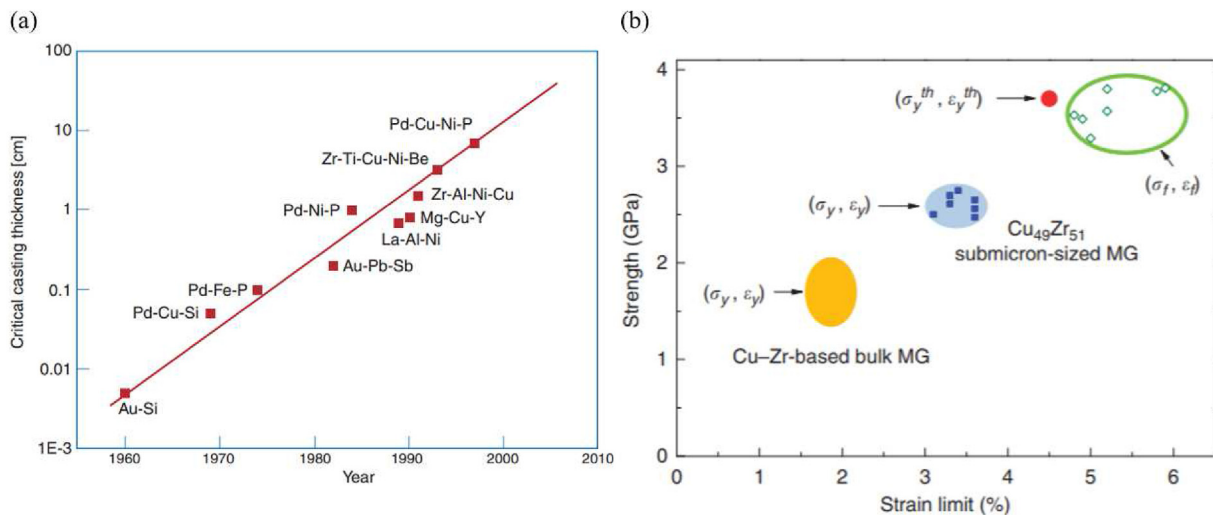 (a)
100
10
1
0.1
0.01
1E-3
Critical casting thickness [cm]
Pd-Cu-Ni-P
Zr-Ti-Cu-Ni-Be
Zr-Al-Ni-Cu
Pd-Ni-P
Mg-Cu-Y
La-Al-Ni
Au-Pb-Sb
Pd-Fe-P
Pd-Cu-Si
Au-Si
1960 1970 1980 1990 2000 2010
Year
(b)
4
3
2
1
0
Strength (GPa)
(σ_y^th, ε_y^th)
(σ_f, ε_f)
(σ_y, ε_y)
Cu₄₉Zr₅₁
submicron-sized MG
(σ_y, ε_y)
Cu–Zr-based bulk MG
0 1 2 3 4 5 6
Strain limit (%)